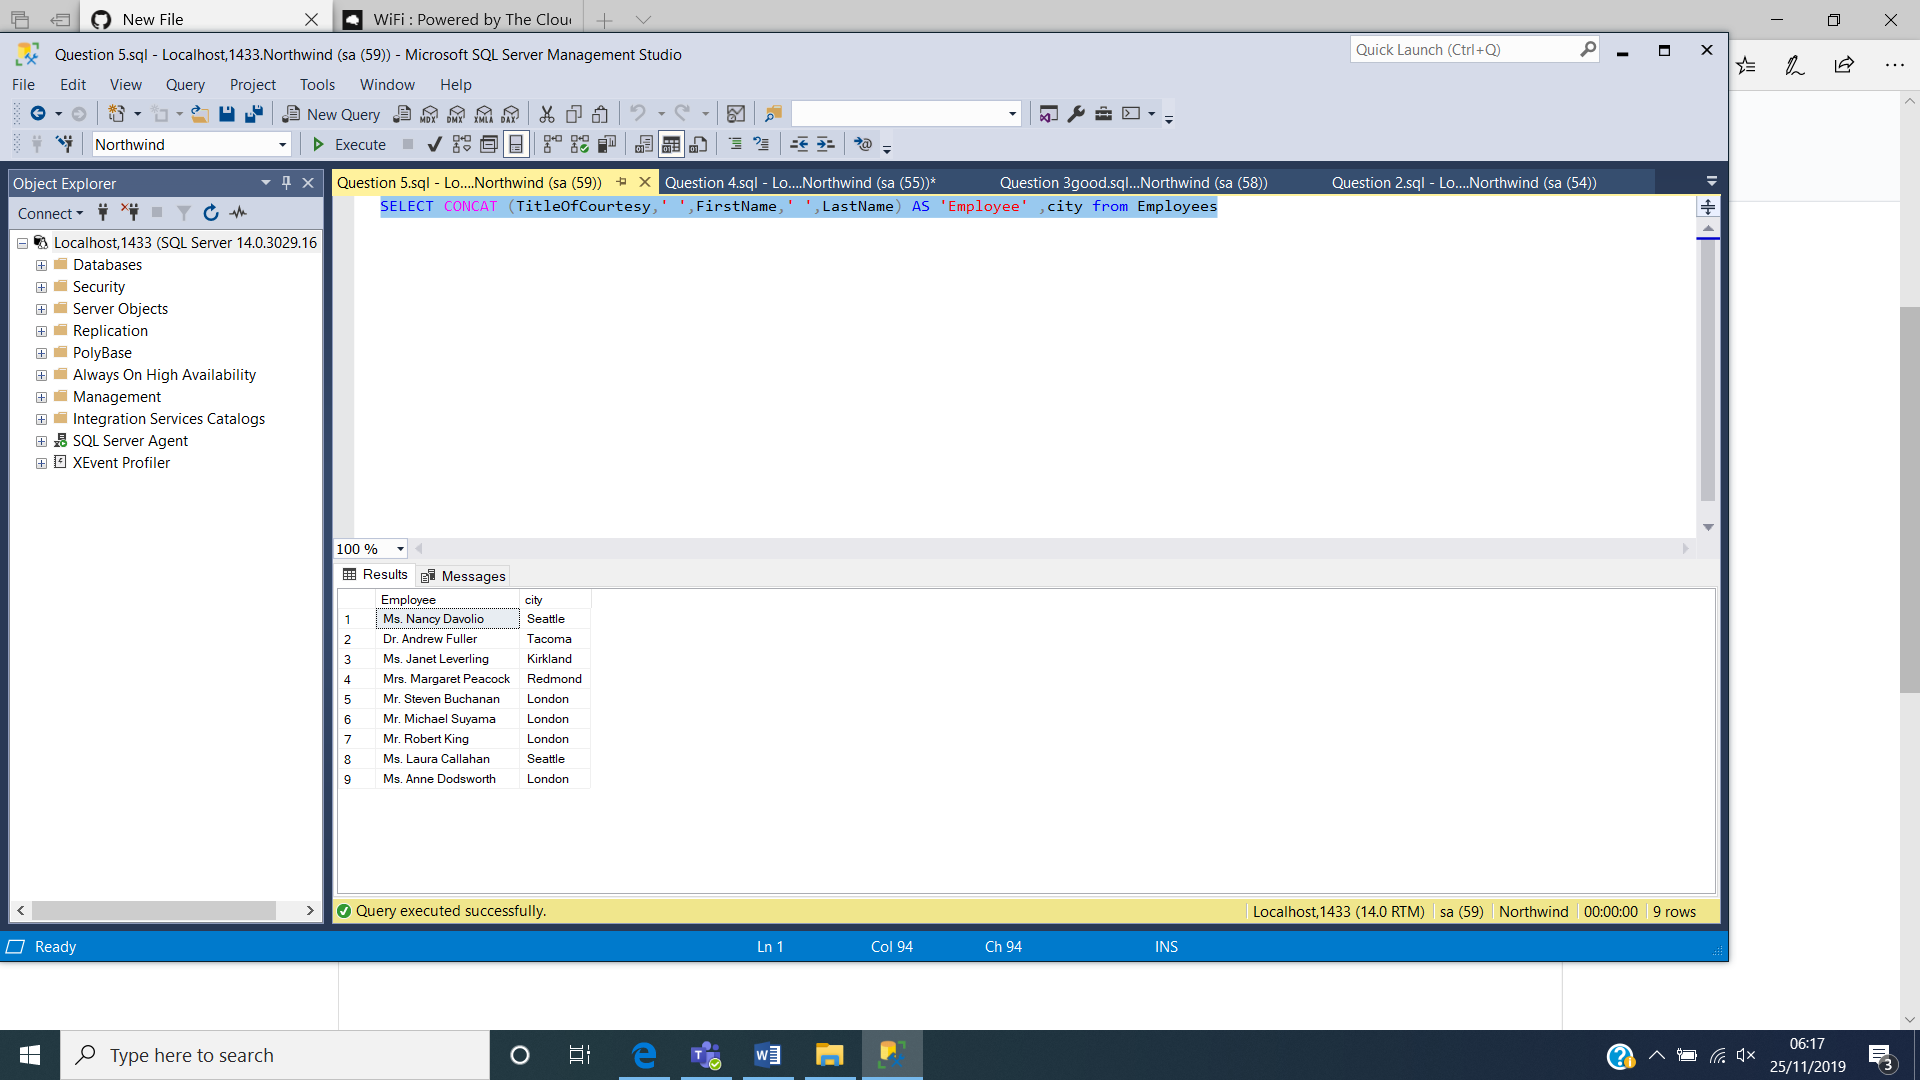 New File
WiFi : Powered by The Clou
Question 5.sql - Localhost,1433.Northwind (sa (59)) - Microsoft SQL Server Management Studio
Quick Launch (Ctrl+Q)
File Edit View Query Project Tools Window Help
New Query MDX DMX XMLA DAX
Northwind Execute
Object Explorer
Question 5.sql - Lo....Northwind (sa (59)) Question 4.sql - Lo....Northwind (sa (55))* Question 3good.sql...Northwind (sa (58)) Question 2.sql - Lo....Northwind (sa (54))
Connect
SELECT CONCAT (TitleOfCourtesy,' ',FirstName,' ',LastName) AS 'Employee' ,city from Employees
Localhost,1433 (SQL Server 14.0.3029.16
Databases
Security
Server Objects
Replication
PolyBase
Always On High Availability
Management
Integration Services Catalogs
SQL Server Agent
XEvent Profiler
100 %
Results Messages
Employee city
1 Ms. Nancy Davolio Seattle
2 Dr. Andrew Fuller Tacoma
3 Ms. Janet Leverling Kirkland
4 Mrs. Margaret Peacock Redmond
5 Mr. Steven Buchanan London
6 Mr. Michael Suyama London
7 Mr. Robert King London
8 Ms. Laura Callahan Seattle
9 Ms. Anne Dodsworth London
Query executed successfully. Localhost,1433 (14.0 RTM) sa (59) Northwind 00:00:00 9 rows
Ready Ln 1 Col 94 Ch 94 INS
Type here to search
06:17
25/11/2019
3